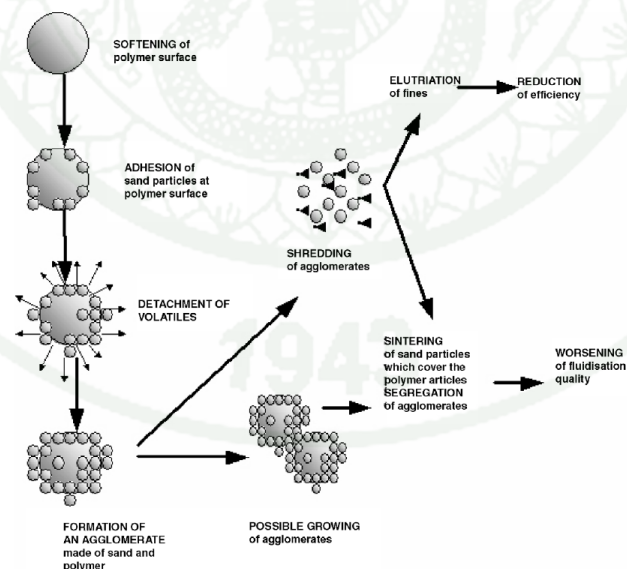 SOFTENING of
polymer surface
ELUTRIATION
of fines
REDUCTION
of efficiency
ADHESION of
sand particles at
polymer surface
SHREDDING
of agglomerates
DETACHMENT OF
VOLATILES
SINTERING
of sand particles
which cover the
polymer articles
SEGREGATION
of agglomerates
WORSENING
of fluidisation
quality
FORMATION OF
AN AGGLOMERATE
made of sand and
polymer
POSSIBLE GROWING
of agglomerates
1943